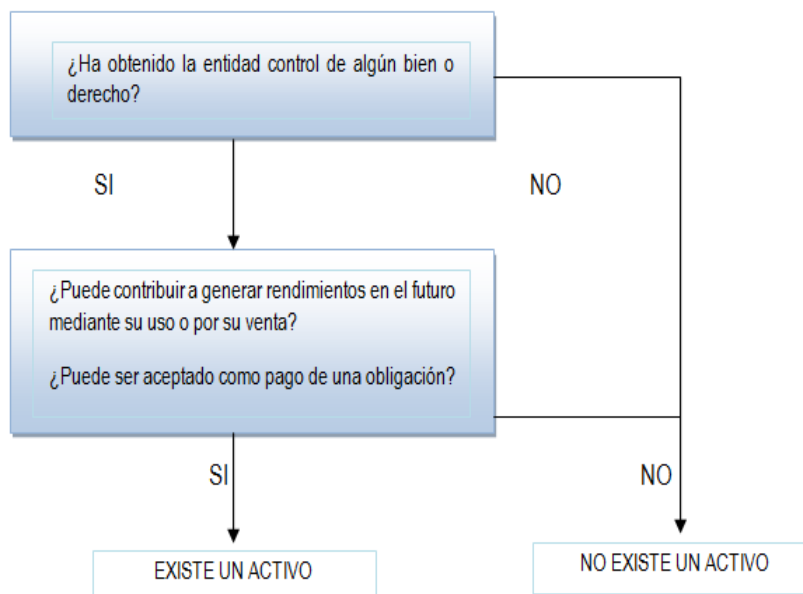 ¿Ha obtenido la entidad control de algún bien o
derecho?
SI
NO
¿Puede contribuir a generar rendimientos en el futuro
mediante su uso o por su venta?
¿Puede ser aceptado como pago de una obligación?
SI
NO
EXISTE UN ACTIVO
NO EXISTE UN ACTIVO